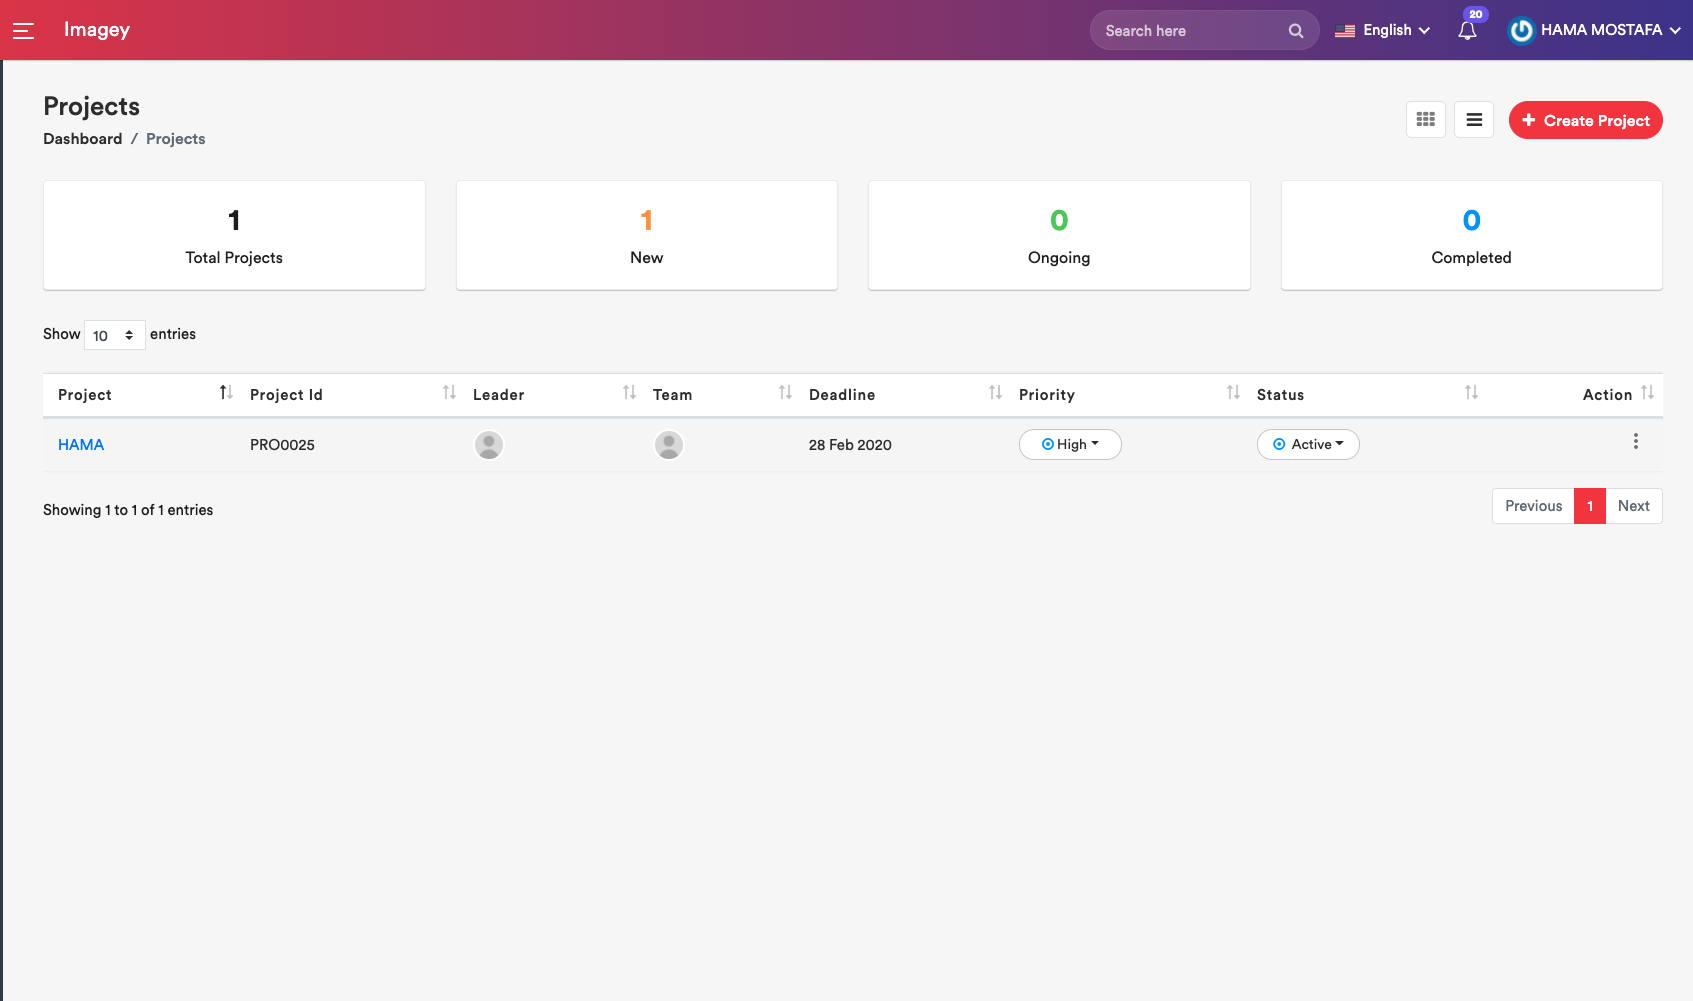 Imagey
Search here
English
20
HAMA MOSTAFA
Projects
Dashboard / Projects
Create Project
1
Total Projects
1
New
0
Ongoing
0
Completed
Show 10 entries
Project Project Id Leader Team Deadline Priority Status Action
HAMA PRO0025 28 Feb 2020 High Active
Showing 1 to 1 of 1 entries
Previous 1 Next